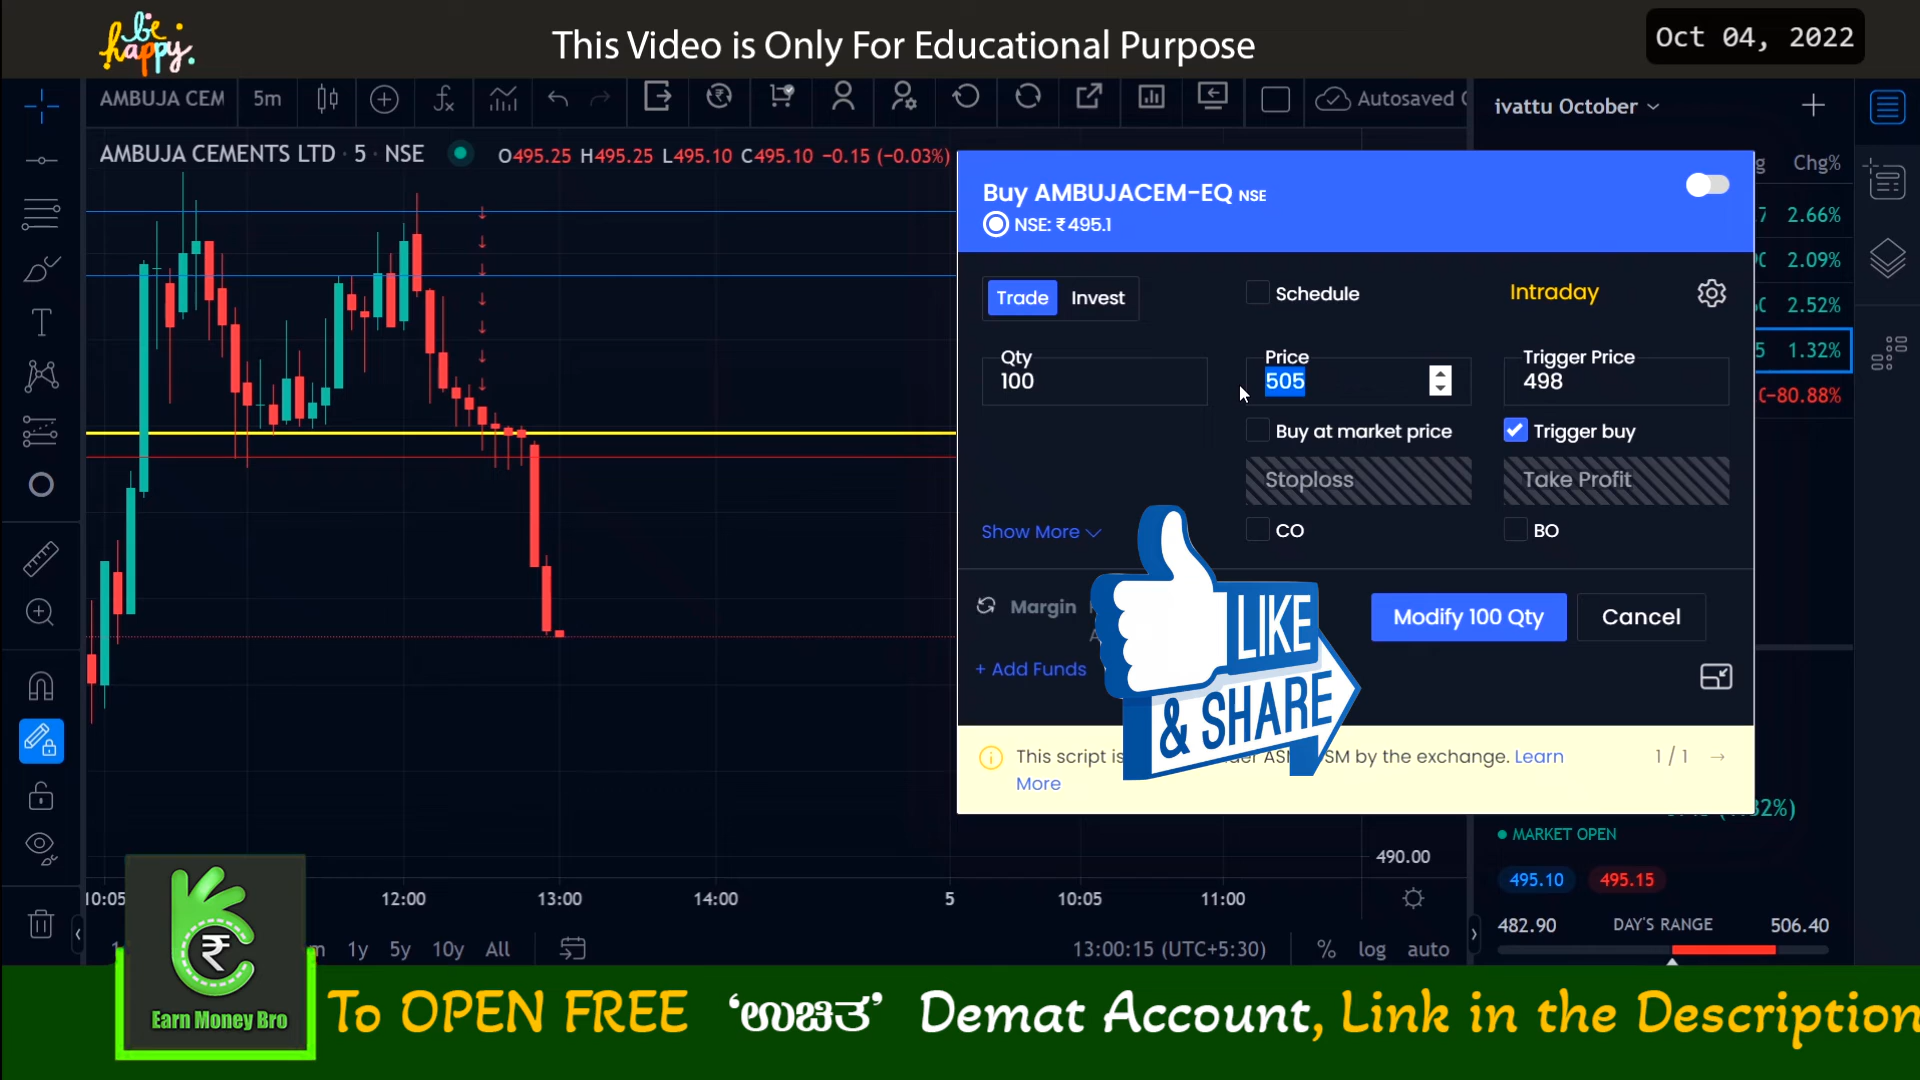 be
happy.
This Video is Only For Educational Purpose
Oct 04, 2022
AMBUJA CEM 5m Autosaved
ivattu October
AMBUJA CEMENTS LTD · 5 · NSE O495.25 H495.25 L495.10 C495.10 −0.15 (−0.03%)
Chg%
Buy AMBUJACEM-EQ NSE
NSE: ₹495.1
7 2.66%
2.09%
2.52%
5 1.32%
-80.88%
Trade Invest Schedule Intraday
Qty Price Trigger Price
100 505 498
Buy at market price Trigger buy
Stoploss Take Profit
Show More CO BO
Margin Modify 100 Qty Cancel
+ Add Funds
LIKE
& SHARE
This script is by the exchange. Learn
More
1 / 1 →
MARKET OPEN
490.00
495.10 495.15
10:05 12:00 13:00 14:00 5 10:05 11:00
482.90 DAY'S RANGE 506.40
1y 5y 10y All 13:00:15 (UTC+5:30) % log auto
₹
Earn Money Bro
To OPEN FREE ‘ಉಚಿತ’ Demat Account, Link in the Description